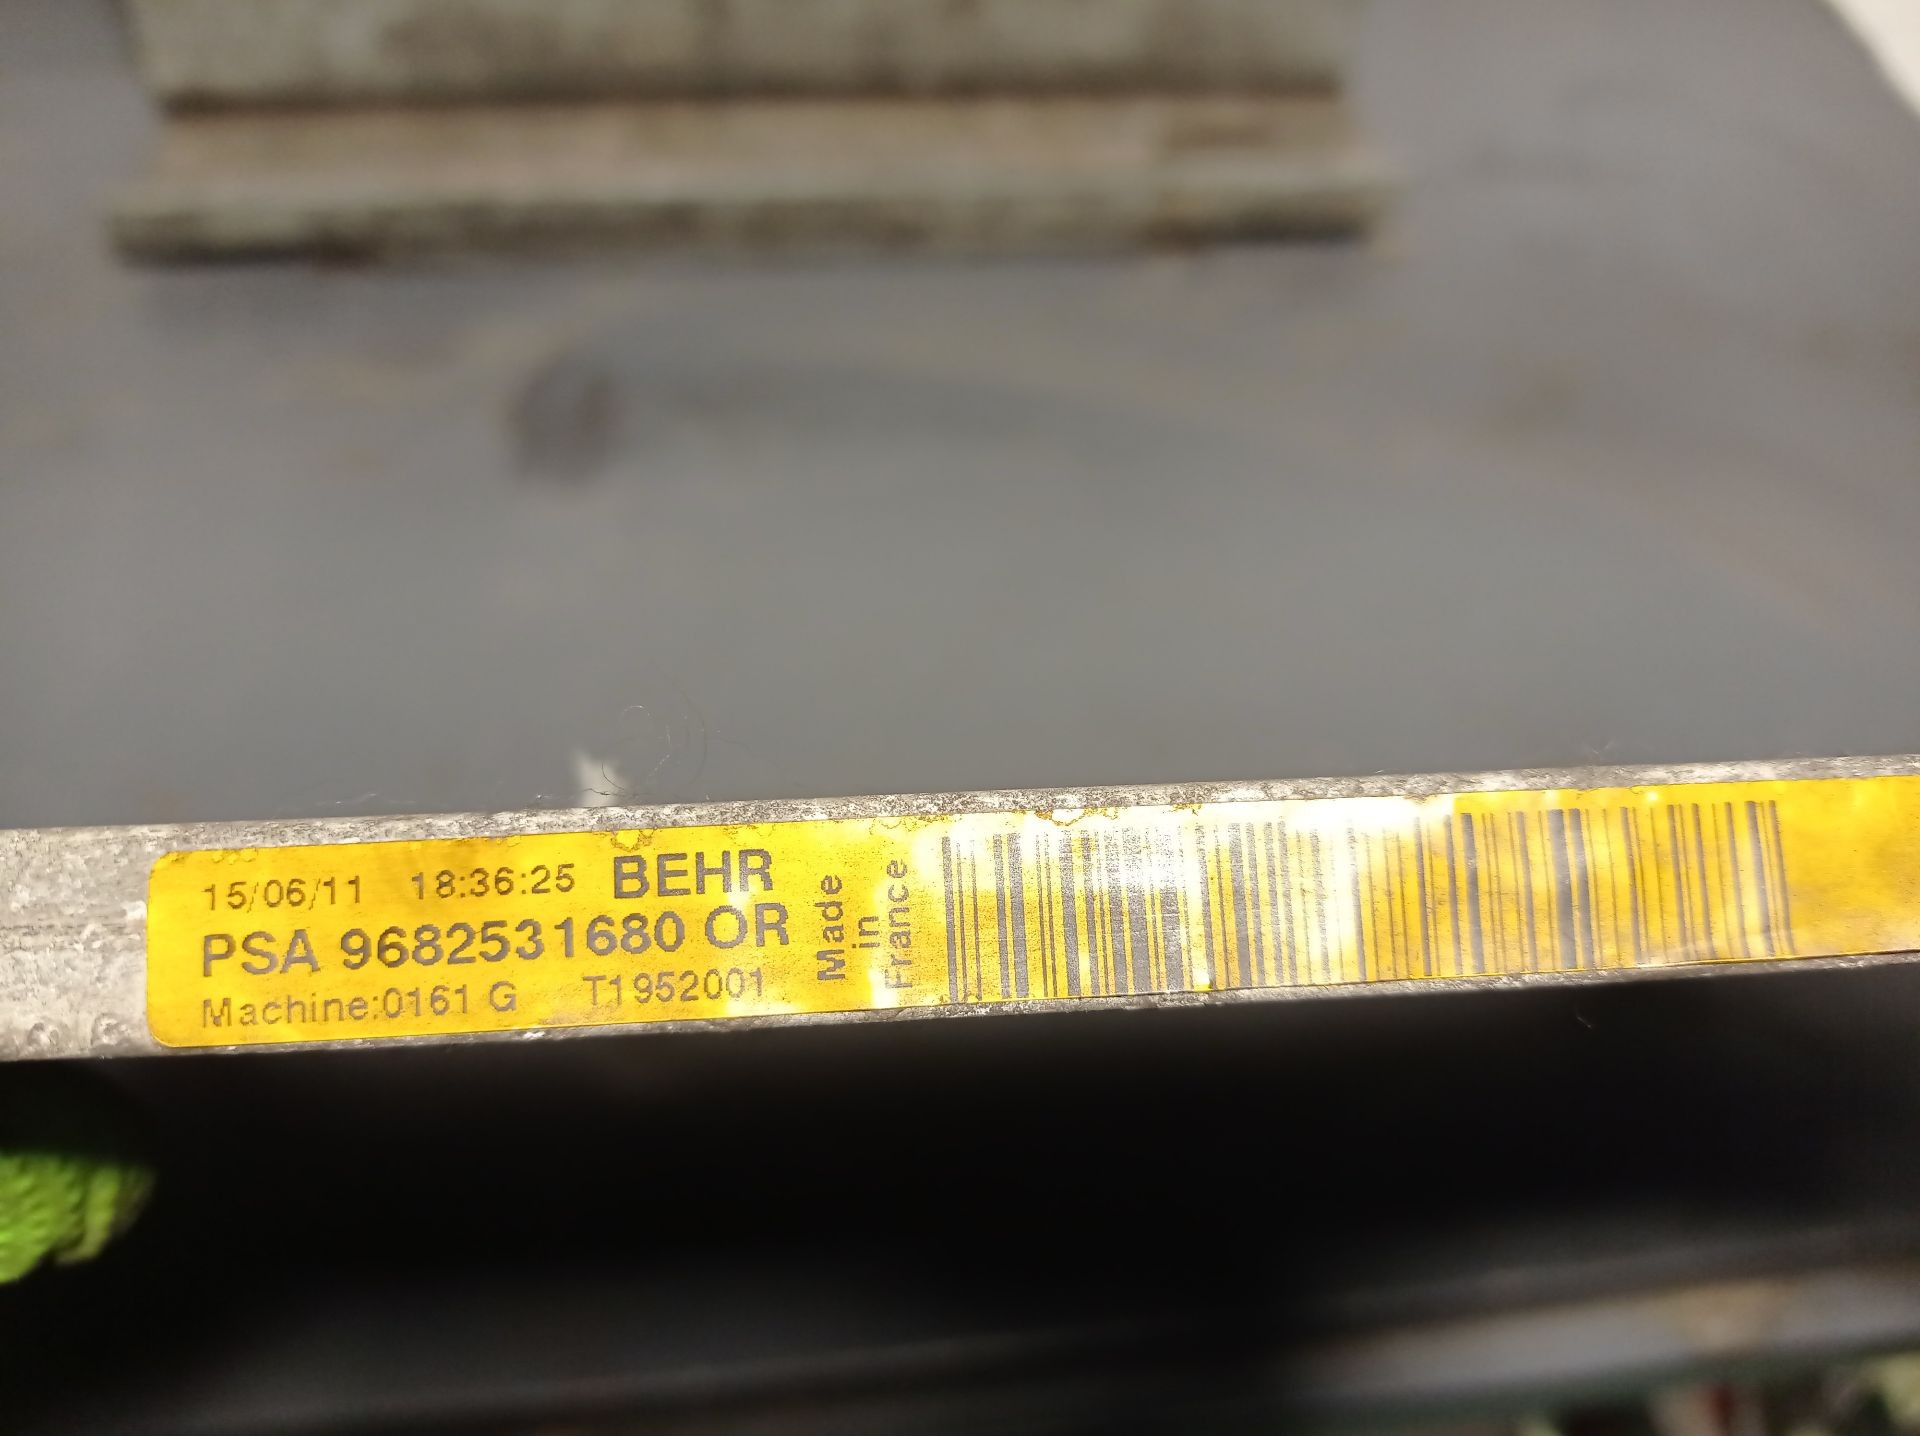 15/06/11 18:36:25 BEHR
PSA 9682531680 OR
Machine:0161 G T1952001
Made
in
France